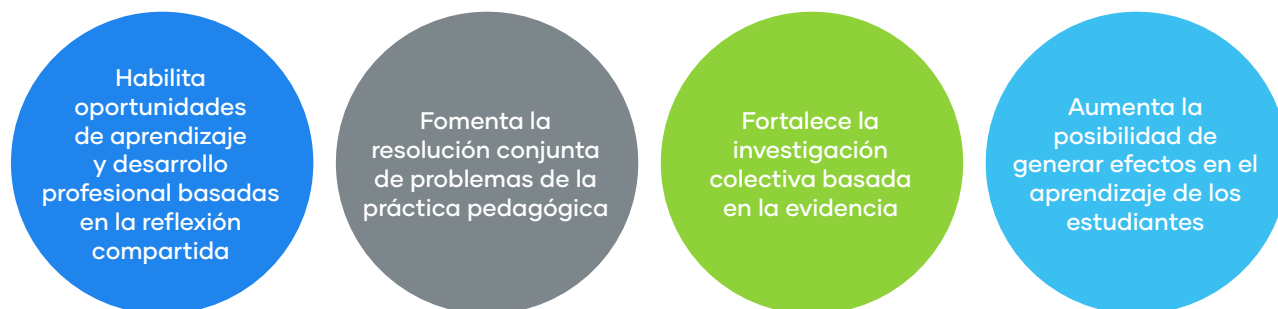 Habilita
oportunidades
de aprendizaje
y desarrollo
profesional basadas
en la reflexión
compartida
Fomenta la
resolución conjunta
de problemas de la
práctica pedagógica
Fortalece la
investigación
colectiva basada
en la evidencia
Aumenta la
posibilidad de
generar efectos en el
aprendizaje de los
estudiantes